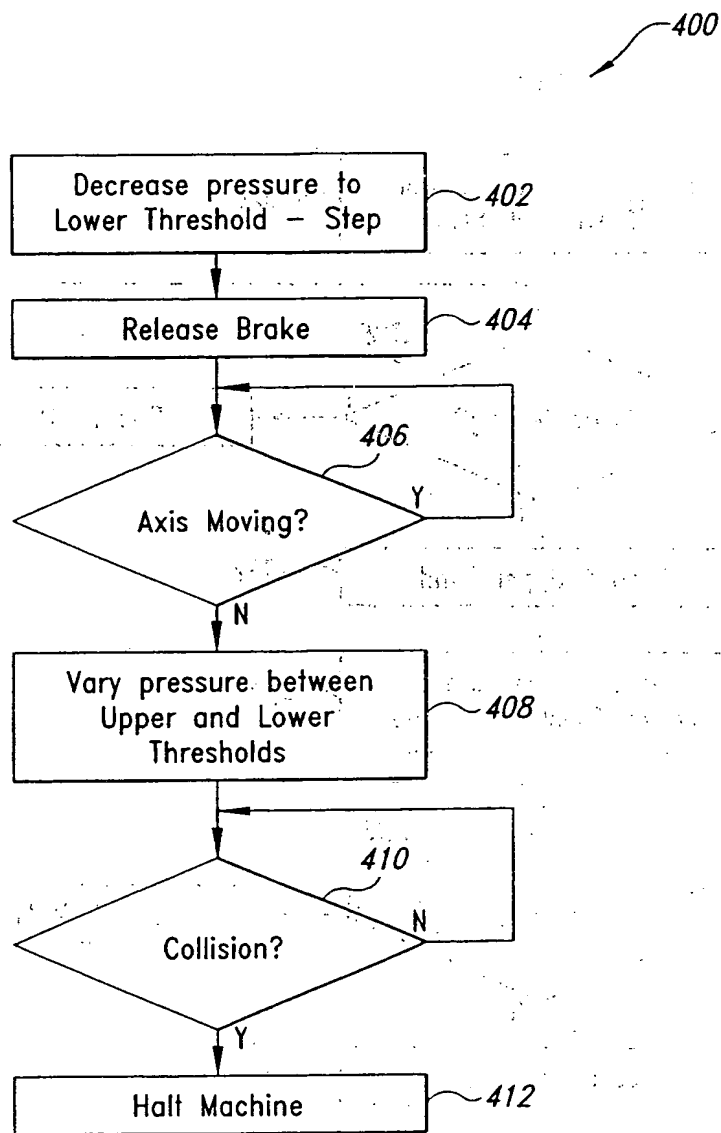 400
Decrease pressure to
Lower Threshold – Step
402
Release Brake
404
406
Axis Moving?
Y
N
Vary pressure between
Upper and Lower
Thresholds
408
410
Collision?
N
Y
Halt Machine
412